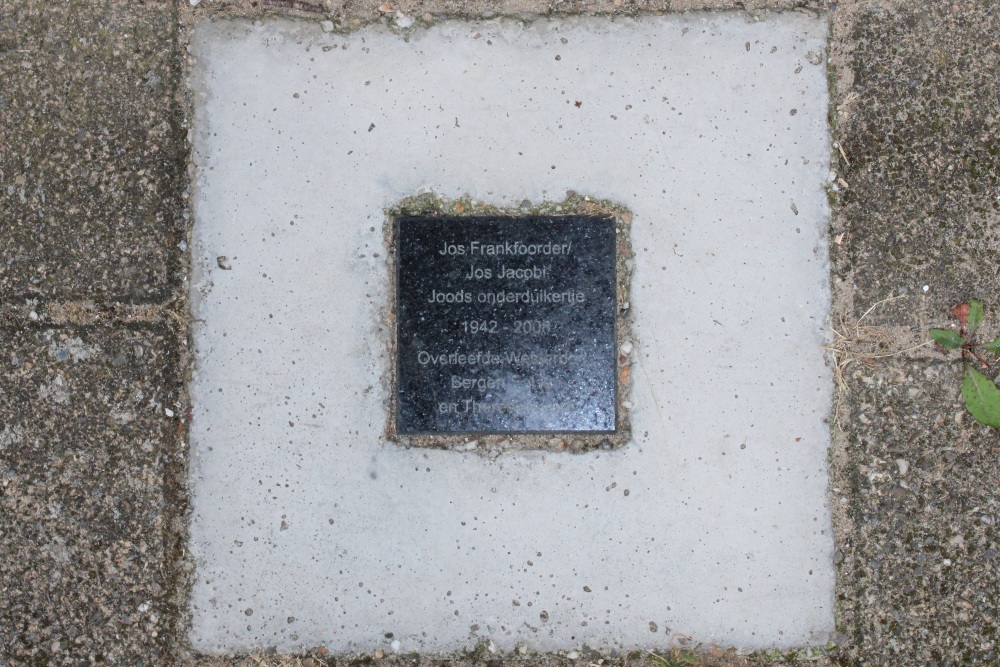 Jos Frankfoorder/
Jos Jacobi
Joods onderduikertje
1942 - 2008
Overleefde Westerbork
Bergen
en